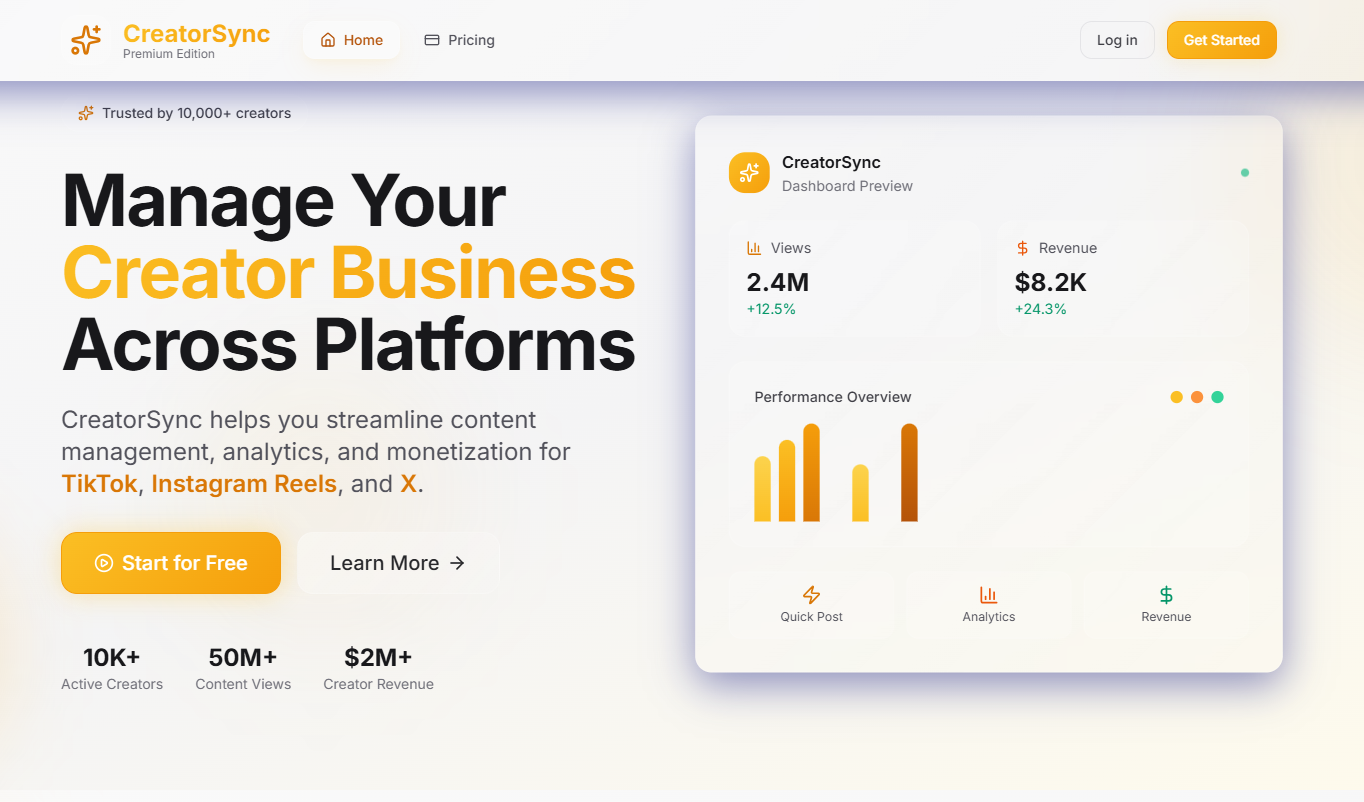 CreatorSync
Premium Edition
Home
Pricing
Log in
Get Started
Trusted by 10,000+ creators
Manage Your
Creator Business
Across Platforms
CreatorSync helps you streamline content
management, analytics, and monetization for
TikTok, Instagram Reels, and X.
Start for Free
Learn More
10K+
Active Creators
50M+
Content Views
$2M+
Creator Revenue
CreatorSync
Dashboard Preview
Views
2.4M
+12.5%
Revenue
$8.2K
+24.3%
Performance Overview
Quick Post
Analytics
Revenue